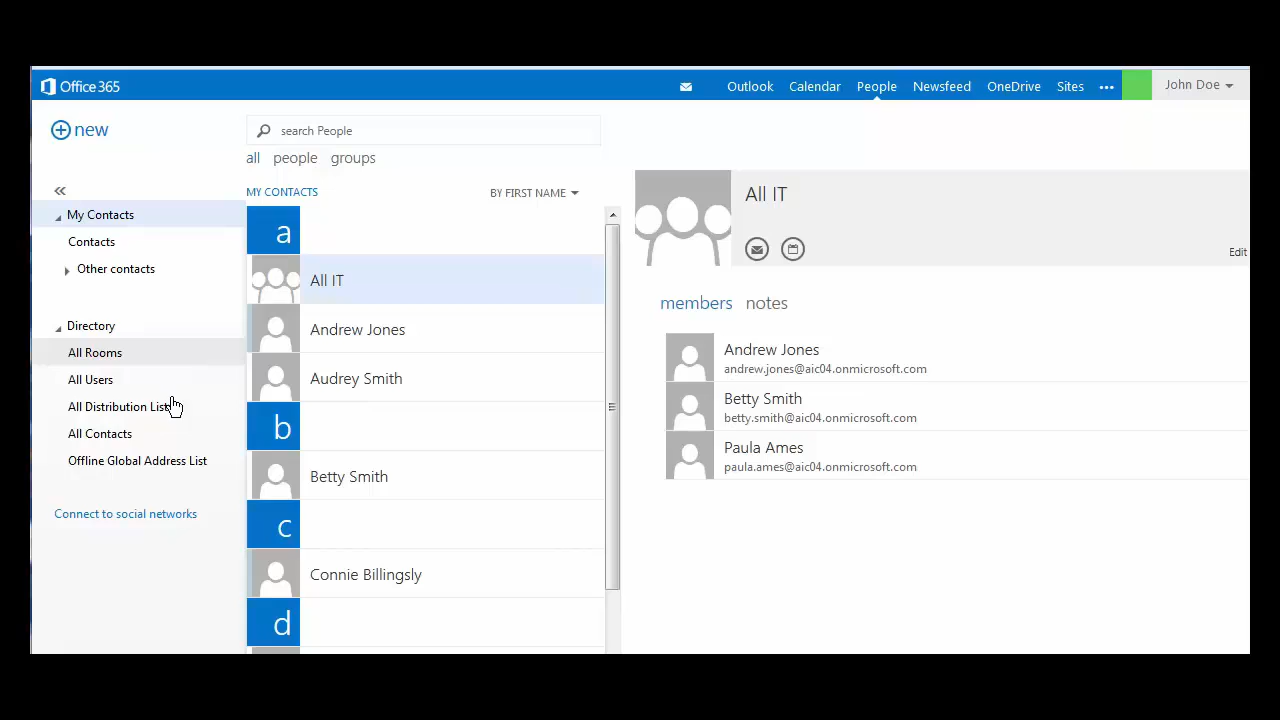 Office 365
Outlook Calendar People Newsfeed OneDrive Sites ••• John Doe
new
search People
all people groups
MY CONTACTS BY FIRST NAME
My Contacts
Contacts
Other contacts
Directory
All Rooms
All Users
All Distribution Lists
All Contacts
Offline Global Address List
Connect to social networks
a
All IT
Andrew Jones
Audrey Smith
b
Betty Smith
c
Connie Billingsly
d
All IT
Edit
members notes
Andrew Jones
andrew.jones@aic04.onmicrosoft.com
Betty Smith
betty.smith@aic04.onmicrosoft.com
Paula Ames
paula.ames@aic04.onmicrosoft.com